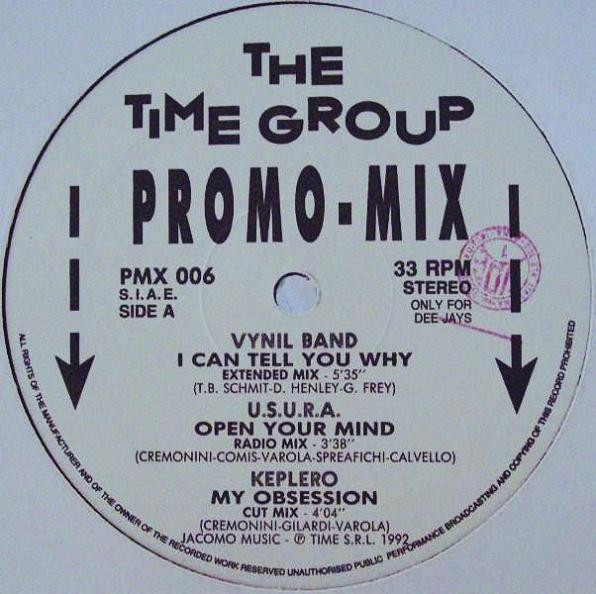 THE
TIME GROUP
PROMO-MIX
PMX 006
S.I.A.E.
SIDE A
33 RPM
STEREO
ONLY FOR
DEE JAYS
VYNIL BAND
I CAN TELL YOU WHY
EXTENDED MIX - 5'35"
(T.B. SCHMIT-D. HENLEY-G. FREY)
U.S.U.R.A.
OPEN YOUR MIND
RADIO MIX - 3'38"
(CREMONINI-COMIS-VAROLA-SPREAFICHI-CALVELLO)
KEPLERO
MY OBSESSION
CUT MIX - 4'04"
(CREMONINI-GILARDI-VAROLA)
JACOMO MUSIC - ℗ TIME S.R.L. 1992
ALL RIGHTS OF THE MANUFACTURER AND OF THE OWNER OF THE RECORDED WORK RESERVED UNAUTHORISED PUBLIC PERFORMANCE BROADCASTING AND COPYING OF THIS RECORD PROHIBITED